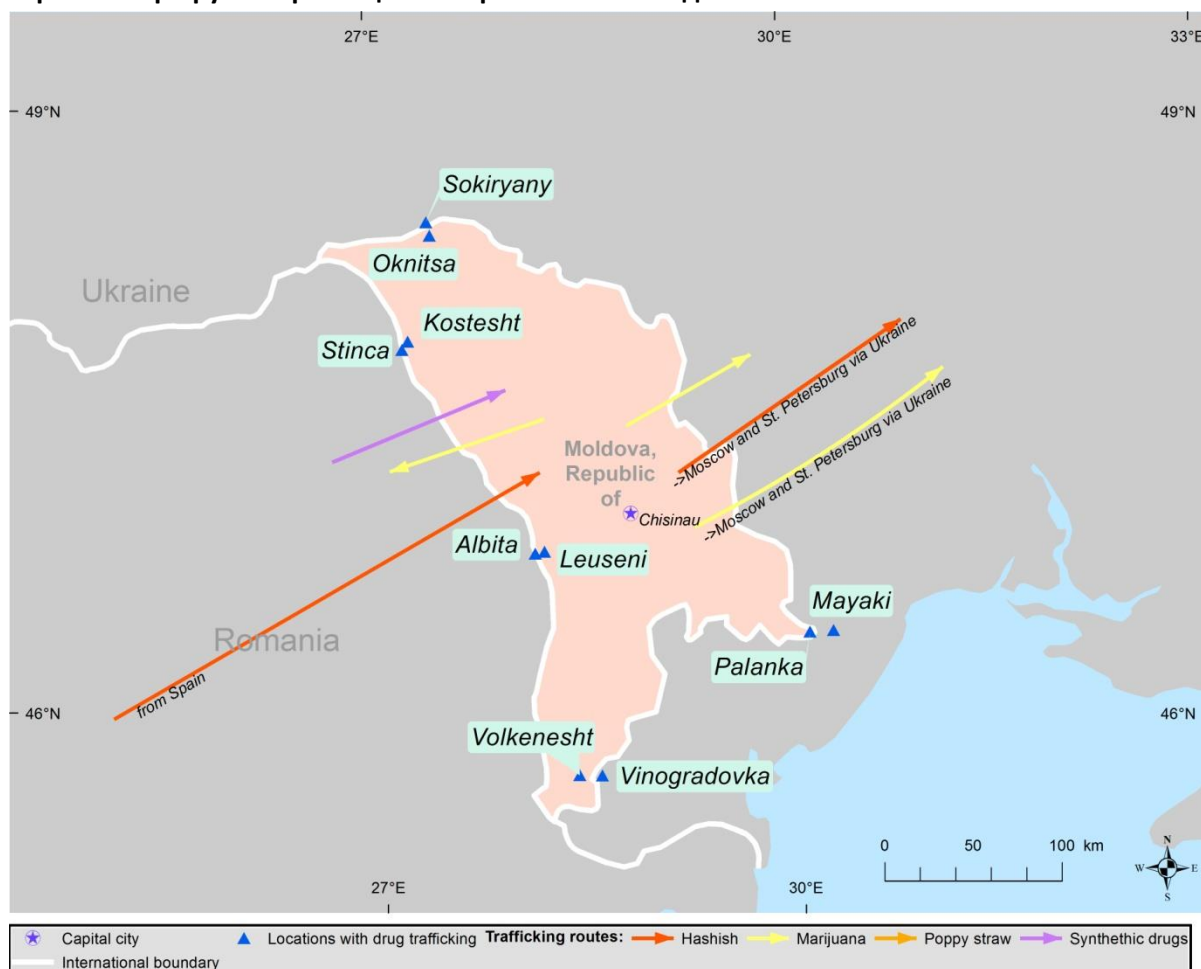 27°E 30°E 33°E
49°N 49°N
Sokiryany
Oknitsa
Ukraine
Kostesht
Stinca
->Moscow and St. Petersburg via Ukraine
->Moscow and St. Petersburg via Ukraine
Moldova,
Republic
of
Chisinau
Albita Leuseni
Mayaki
Romania
Palanka
from Spain
46°N 46°N
Volkenesht
Vinogradovka
0 50 100 km
N
W E
S
27°E 30°E
Capital city Locations with drug trafficking Trafficking routes: Hashish Marijuana Poppy straw Synthethic drugs
International boundary